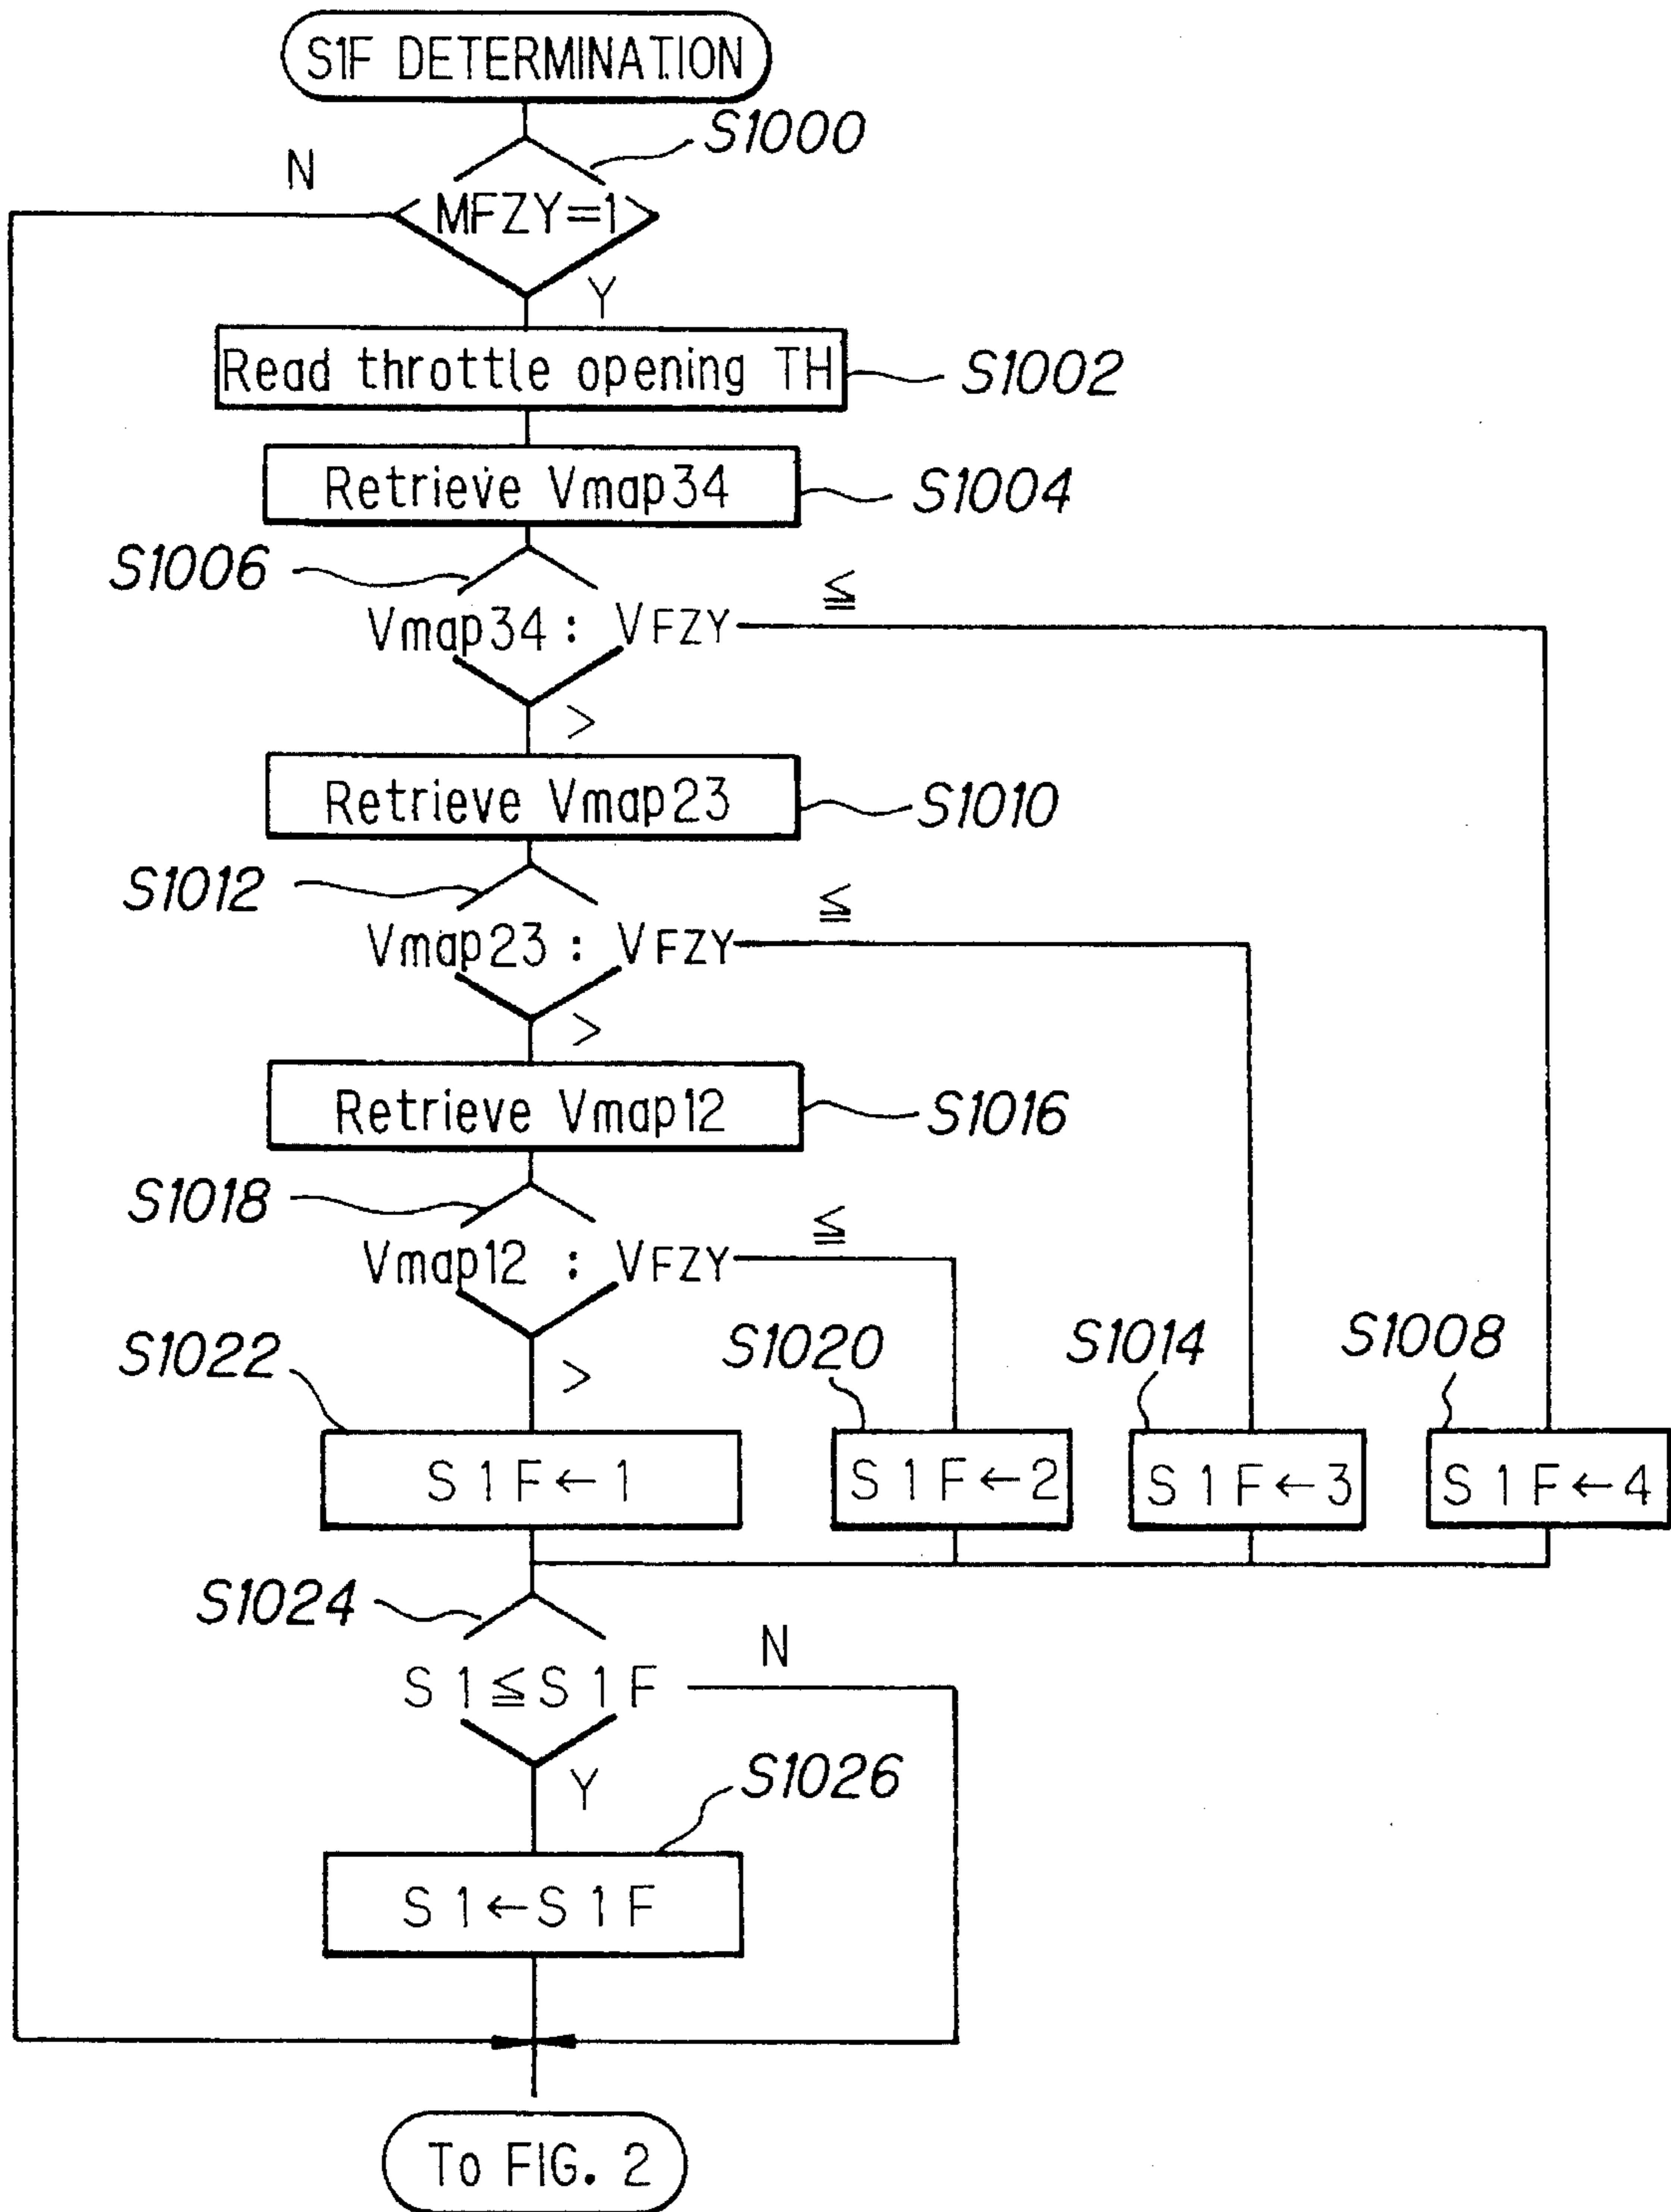 S1F DETERMINATION
S1000
N
MFZY=1
Y
Read throttle opening TH
S1002
Retrieve Vmap34
S1004
S1006
Vmap34 : VFZY
≦
>
Retrieve Vmap23
S1010
S1012
Vmap23 : VFZY
≦
>
Retrieve Vmap12
S1016
S1018
Vmap12 : VFZY
≦
>
S1022
S1020
S1014
S1008
S1F←1
S1F←2
S1F←3
S1F←4
S1024
S1≦S1F
N
Y
S1026
S1←S1F
To FIG. 2